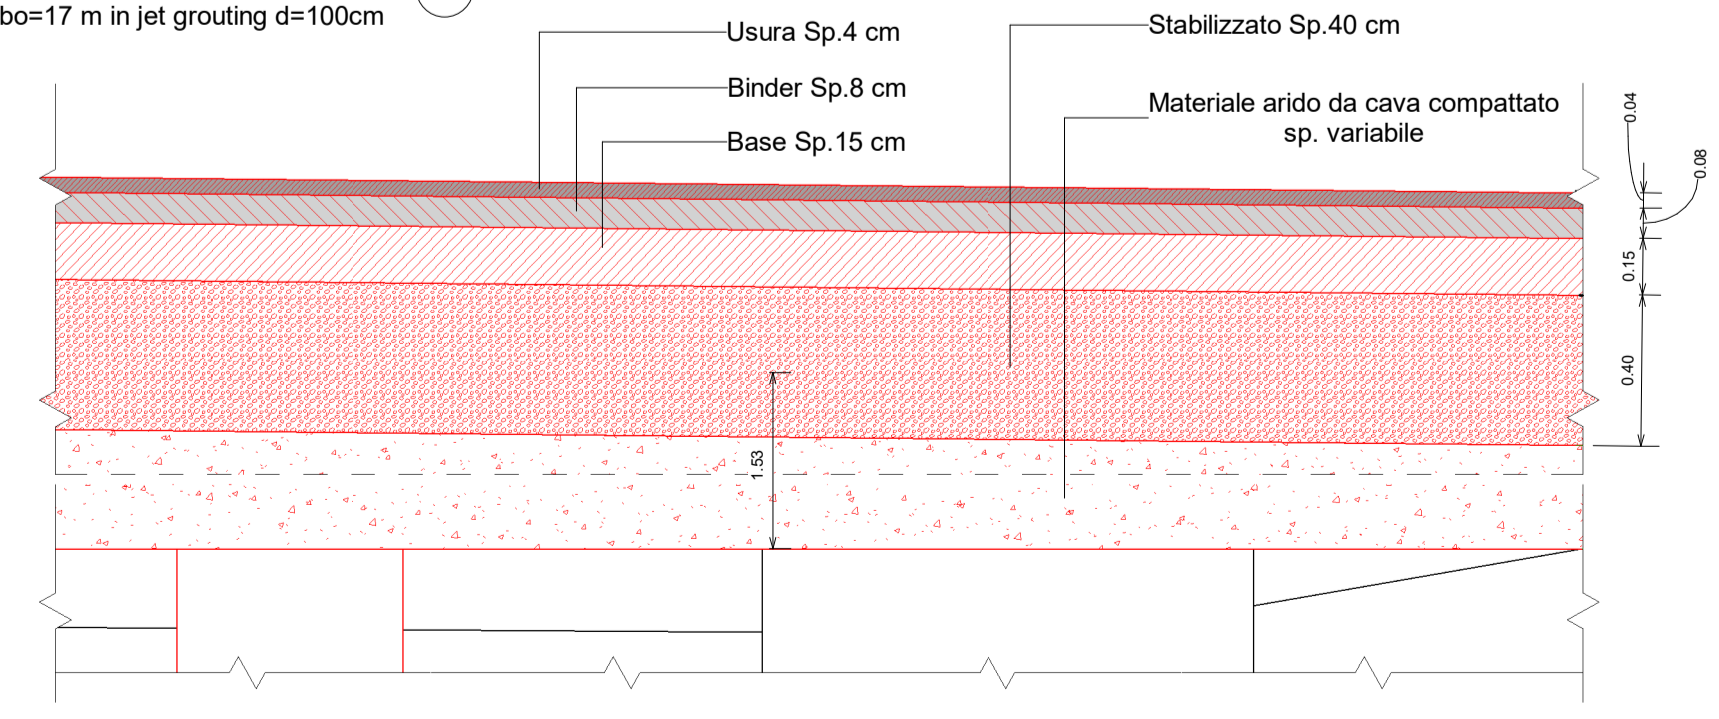 bo=17 m in jet grouting d=100cm
Usura Sp.4 cm
Binder Sp.8 cm
Base Sp.15 cm
Stabilizzato Sp.40 cm
Materiale arido da cava compattato
sp. variabile
0.04
0.08
0.15
0.40
1.53